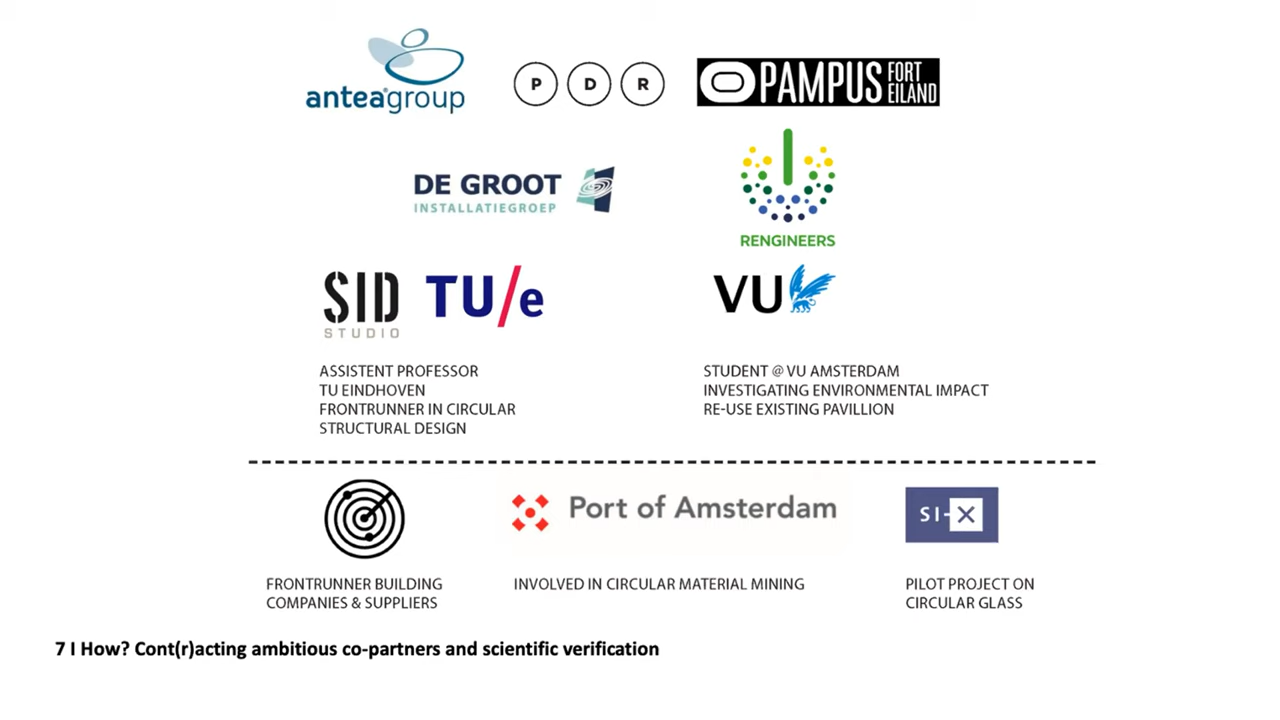 anteagroup
P D R
PAMPUS FORT EILAND
DE GROOT
INSTALLATIEGROEP
RENGINEERS
SID
STUDIO
TU/e
VU
ASSISTENT PROFESSOR
TU EINDHOVEN
FRONTRUNNER IN CIRCULAR
STRUCTURAL DESIGN
STUDENT @ VU AMSTERDAM
INVESTIGATING ENVIRONMENTAL IMPACT
RE-USE EXISTING PAVILLION
Port of Amsterdam
SI-X
FRONTRUNNER BUILDING
COMPANIES & SUPPLIERS
INVOLVED IN CIRCULAR MATERIAL MINING
PILOT PROJECT ON
CIRCULAR GLASS
7 I How? Cont(r)acting ambitious co-partners and scientific verification